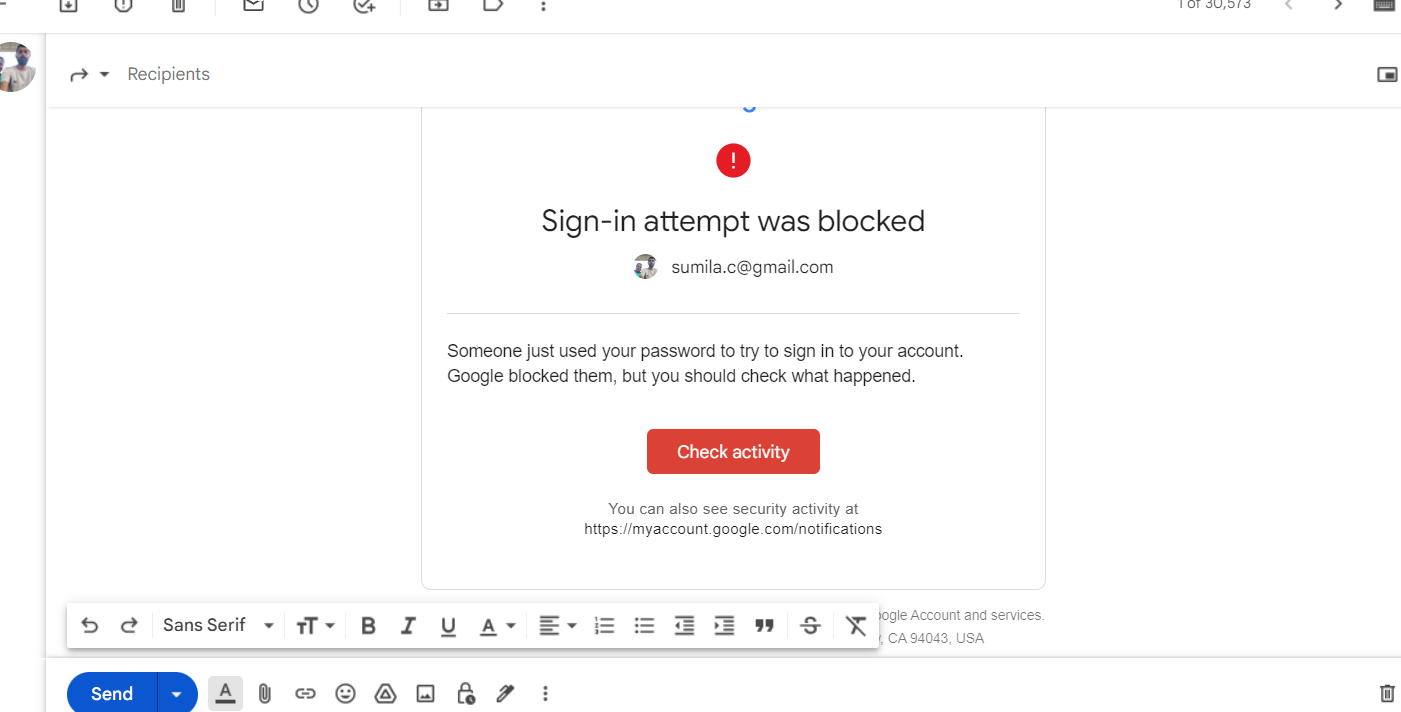 1 of 30,573
Recipients
Sign-in attempt was blocked
sumila.c@gmail.com
Someone just used your password to try to sign in to your account.
Google blocked them, but you should check what happened.
Check activity
You can also see security activity at
https://myaccount.google.com/notifications
Sans Serif
Account and services.
CA 94043, USA
Send